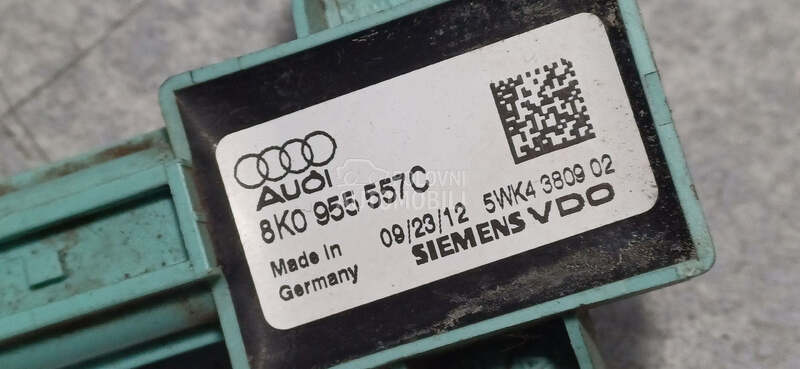 AUDI
8K0 955 557C
09/23/12 5WK4 3809 02
Made In
Germany
SIEMENS VDO